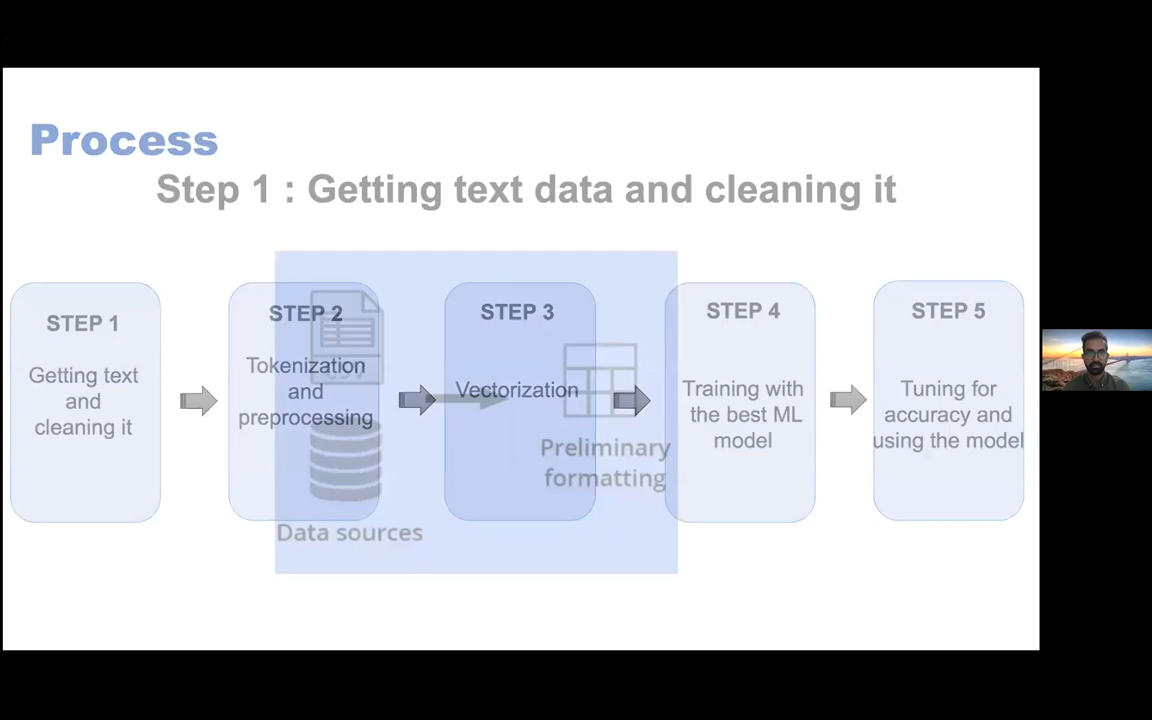 Process
Step 1 : Getting text data and cleaning it
STEP 1
Getting text
and
cleaning it
STEP 2
Tokenization
and
preprocessing
STEP 3
Vectorization
STEP 4
Training with
the best ML
model
STEP 5
Tuning for
accuracy and
using the model
CSV
Data sources
Preliminary
formatting